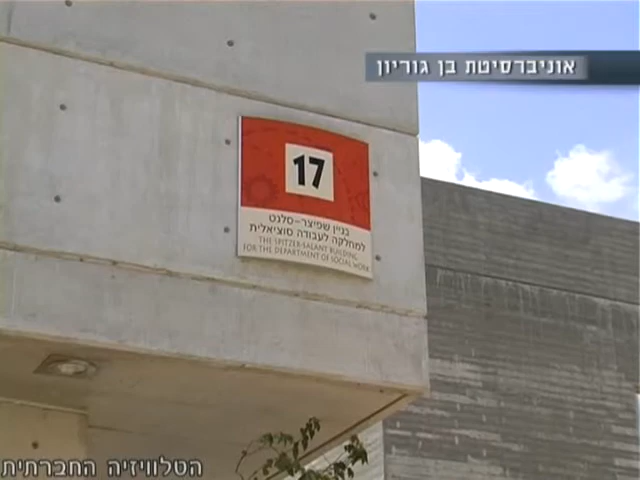 אוניברסיטת בן גוריון
17
בניין שפיצר-סלנט
למחלקה לעבודה סוציאלית
THE SPITZER-SALANT BUILDING
FOR THE DEPARTMENT OF SOCIAL WORK
הטלוויזיה החברתית